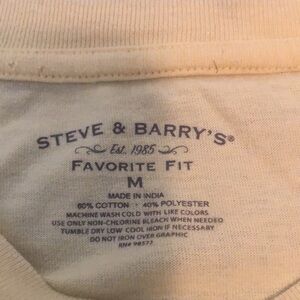 STEVE & BARRY'S®
Est. 1985
FAVORITE FIT
M
MADE IN INDIA
60% COTTON • 40% POLYESTER
MACHINE WASH COLD WITH LIKE COLORS
USE ONLY NON-CHLORINE BLEACH WHEN NEEDED
TUMBLE DRY LOW COOL IRON IF NECESSARY
DO NOT IRON OVER GRAPHIC
RN# 98577